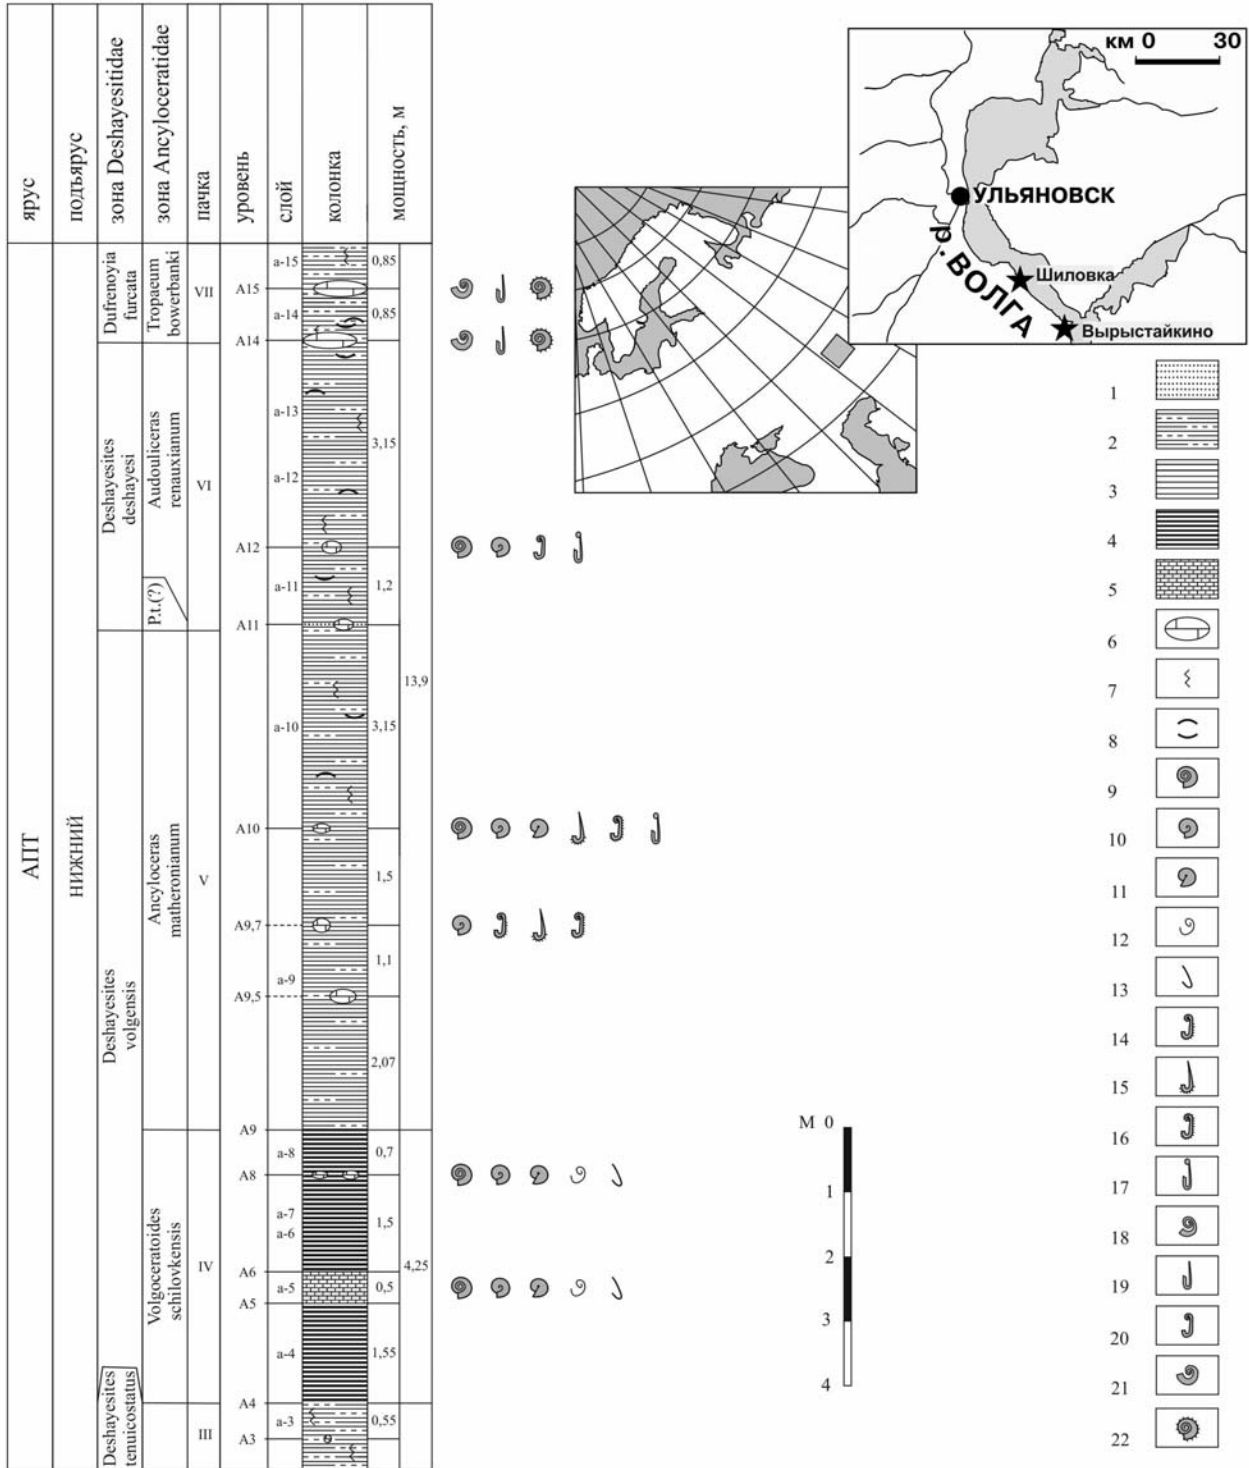 ярус
подъярус
зона Deshayesitidae
зона Ancyloceratidae
пачка
уровень
слой
колонка
мощность, м
АПТ
НИЖНИЙ
Dufrenoyia
furcata
Deshayesites
deshayesi
Deshayesites
volgensis
Deshayesites
tenuicostatus
Tropaeum
bowerbanki
Audouliceras
renauxianum
P.t.(?)
Ancyloceras
matheronianum
Volgoceratoides
schilovkensis
VII
VI
V
IV
III
A15
A14
A12
A11
A10
A9,7
A9,5
A9
A8
A6
A5
A4
A3
а-15
а-14
а-13
а-12
а-11
а-10
а-9
а-8
а-7
а-6
а-5
а-4
а-3
0,85
0,85
3,15
1,2
3,15
1,5
1,1
2,07
0,7
1,5
0,5
1,55
0,55
13,9
4,25
км 0 30
УЛЬЯНОВСК
р. ВОЛГА
Шиловка
Вырыстайкино
М 0
1
2
3
4
1
2
3
4
5
6
7
8
9
10
11
12
13
14
15
16
17
18
19
20
21
22